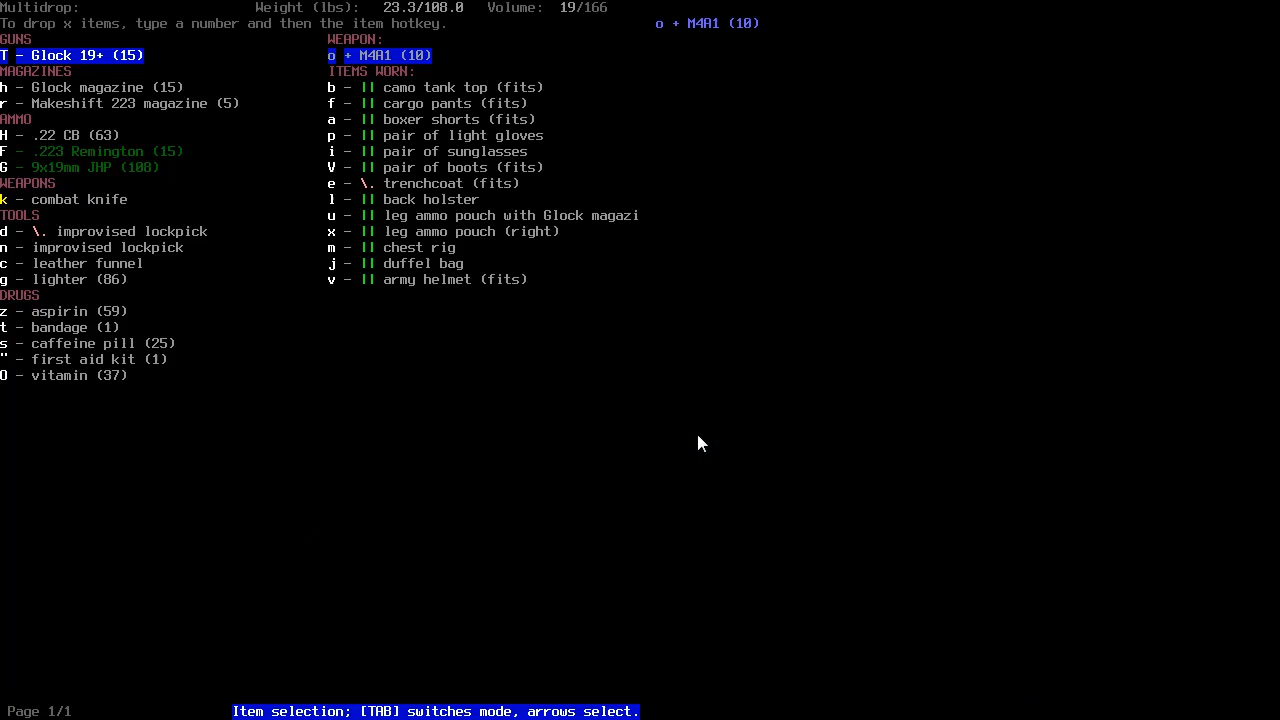 Multidrop: Weight (lbs): 23.3/108.0 Volume: 19/166
To drop x items, type a number and then the item hotkey. o + M4A1 (10)
GUNS WEAPON:
T - Glock 19+ (15) o + M4A1 (10)
MAGAZINES ITEMS WORN:
h - Glock magazine (15) b - || camo tank top (fits)
r - Makeshift 223 magazine (5) f - || cargo pants (fits)
AMMO a - || boxer shorts (fits)
H - .22 CB (63) p - || pair of light gloves
F - .223 Remington (15) i - || pair of sunglasses
G - 9x19mm JHP (108) V - || pair of boots (fits)
WEAPONS e - \. trenchcoat (fits)
k - combat knife l - || back holster
TOOLS u - || leg ammo pouch with Glock magazi
d - \. improvised lockpick x - || leg ammo pouch (right)
n - improvised lockpick m - || chest rig
c - leather funnel j - || duffel bag
g - lighter (86) v - || army helmet (fits)
DRUGS
z - aspirin (59)
t - bandage (1)
s - caffeine pill (25)
" - first aid kit (1)
O - vitamin (37)
Page 1/1 Item selection; [TAB] switches mode, arrows select.